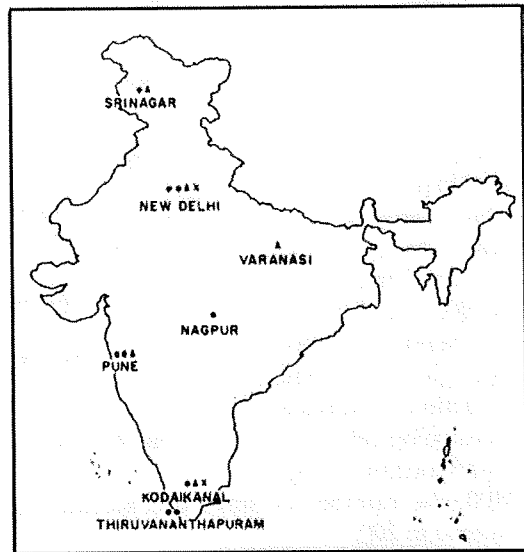 SRINAGAR
NEW DELHI
VARANASI
NAGPUR
PUNE
KODAIKANAL
THIRUVANANTHAPURAM